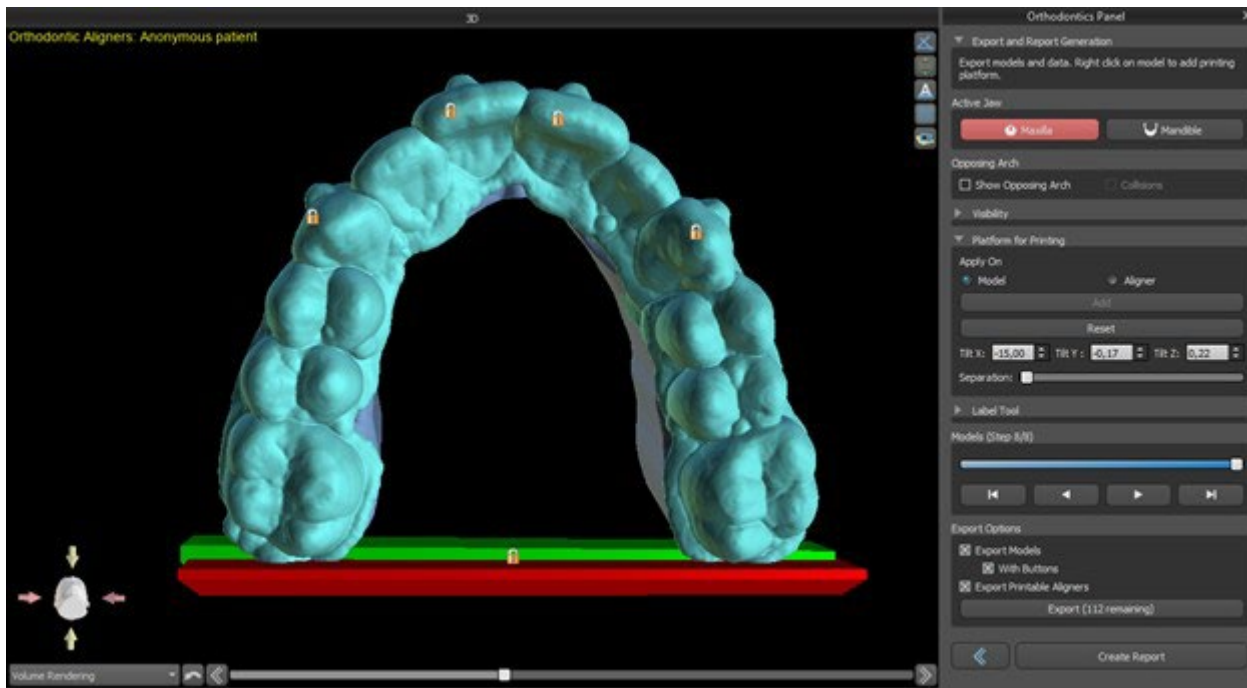 3D
Orthodontic Aligners: Anonymous patient
A
Volume Rendering
Orthodontics Panel
Export and Report Generation
Export models and data. Right click on model to add printing
platform.
Active Jaw
Maxilla
Mandible
Opposing Arch
Show Opposing Arch
Collisions
Visibility
Platform for Printing
Apply On
Model
Aligner
Add
Reset
Tilt X: -15,00 Tilt Y: -0,17 Tilt Z: 0,22
Separation:
Label Tool
Models (Step 8/8)
Export Options
Export Models
With Buttons
Export Printable Aligners
Export (112 remaining)
Create Report